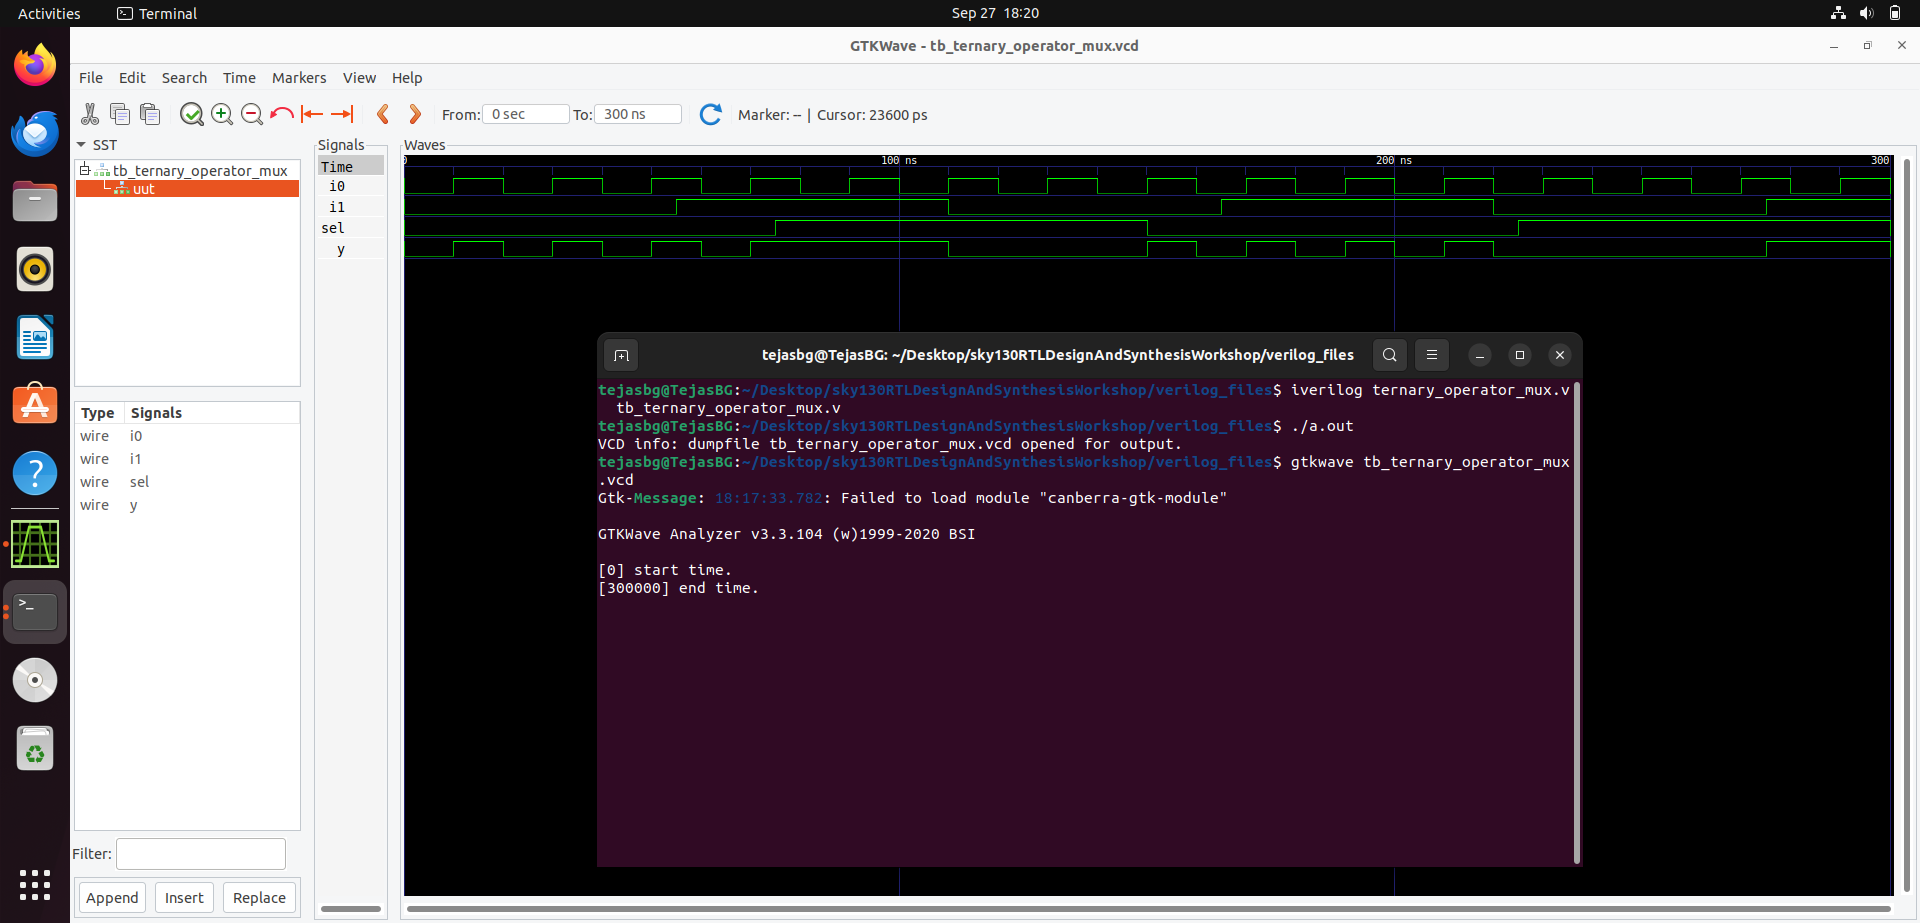 Activities Terminal Sep 27 18:20
GTKWave - tb_ternary_operator_mux.vcd
File Edit Search Time Markers View Help
From: 0 sec To: 300 ns Marker: -- | Cursor: 23600 ps
SST
tb_ternary_operator_mux
uut
Type Signals
wire i0
wire i1
wire sel
wire y
Filter:
Append Insert Replace
Signals
Time
i0
i1
sel
y
Waves
0 100 ns 200 ns 300
tejasbg@TejasBG: ~/Desktop/sky130RTLDesignAndSynthesisWorkshop/verilog_files
tejasbg@TejasBG:~/Desktop/sky130RTLDesignAndSynthesisWorkshop/verilog_files$ iverilog ternary_operator_mux.v
tb_ternary_operator_mux.v
tejasbg@TejasBG:~/Desktop/sky130RTLDesignAndSynthesisWorkshop/verilog_files$ ./a.out
VCD info: dumpfile tb_ternary_operator_mux.vcd opened for output.
tejasbg@TejasBG:~/Desktop/sky130RTLDesignAndSynthesisWorkshop/verilog_files$ gtkwave tb_ternary_operator_mux
.vcd
Gtk-Message: 18:17:33.782: Failed to load module "canberra-gtk-module"
GTKWave Analyzer v3.3.104 (w)1999-2020 BSI
[0] start time.
[300000] end time.